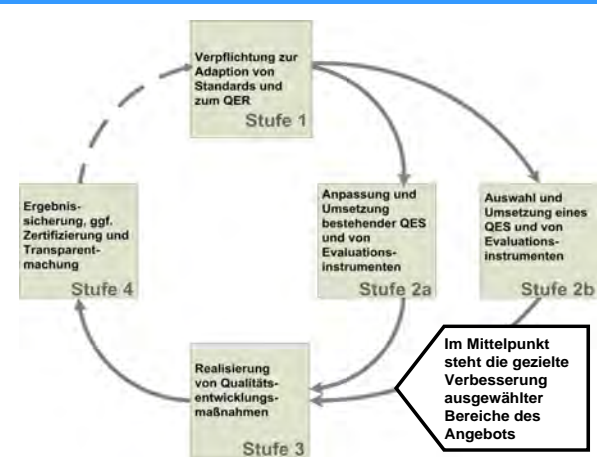 Verpflichtung zur
Adaption von
Standards und
zum QER
Stufe 1
Ergebnis-
sicherung, ggf.
Zertifizierung und
Transparent-
machung
Stufe 4
Anpassung und
Umsetzung
bestehender QES
und von
Evaluations-
instrumenten
Stufe 2a
Auswahl und
Umsetzung eines
QES und von
Evaluations-
instrumenten
Stufe 2b
Realisierung
von Qualitäts-
entwicklungs-
maßnahmen
Stufe 3
Im Mittelpunkt
steht die gezielte
Verbesserung
ausgewählter
Bereiche des
Angebots